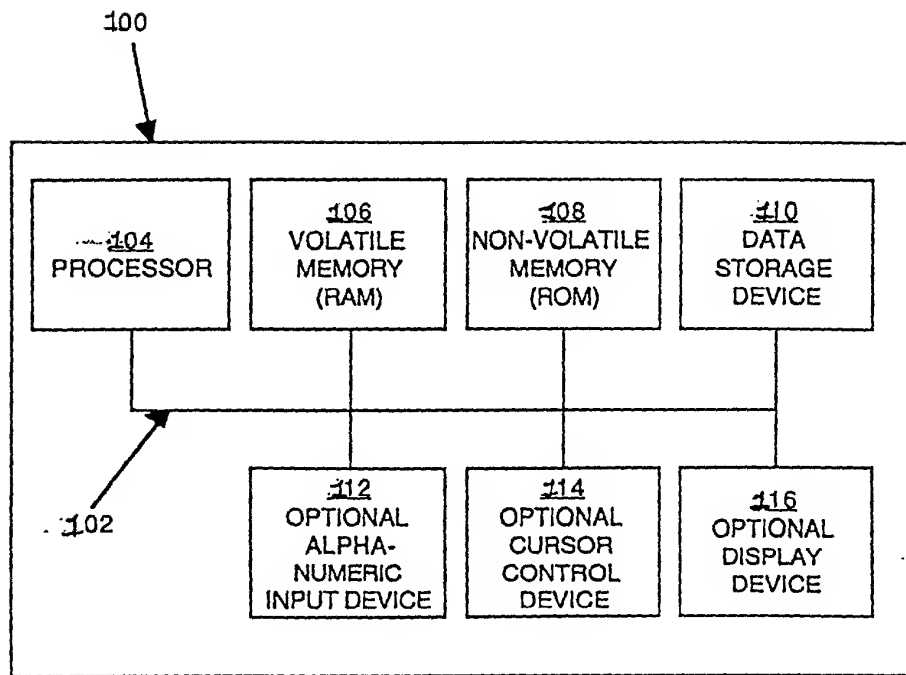 100
104
PROCESSOR
106
VOLATILE
MEMORY
(RAM)
108
NON-VOLATILE
MEMORY
(ROM)
110
DATA
STORAGE
DEVICE
102
112
OPTIONAL
ALPHA-
NUMERIC
INPUT DEVICE
114
OPTIONAL
CURSOR
CONTROL
DEVICE
116
OPTIONAL
DISPLAY
DEVICE